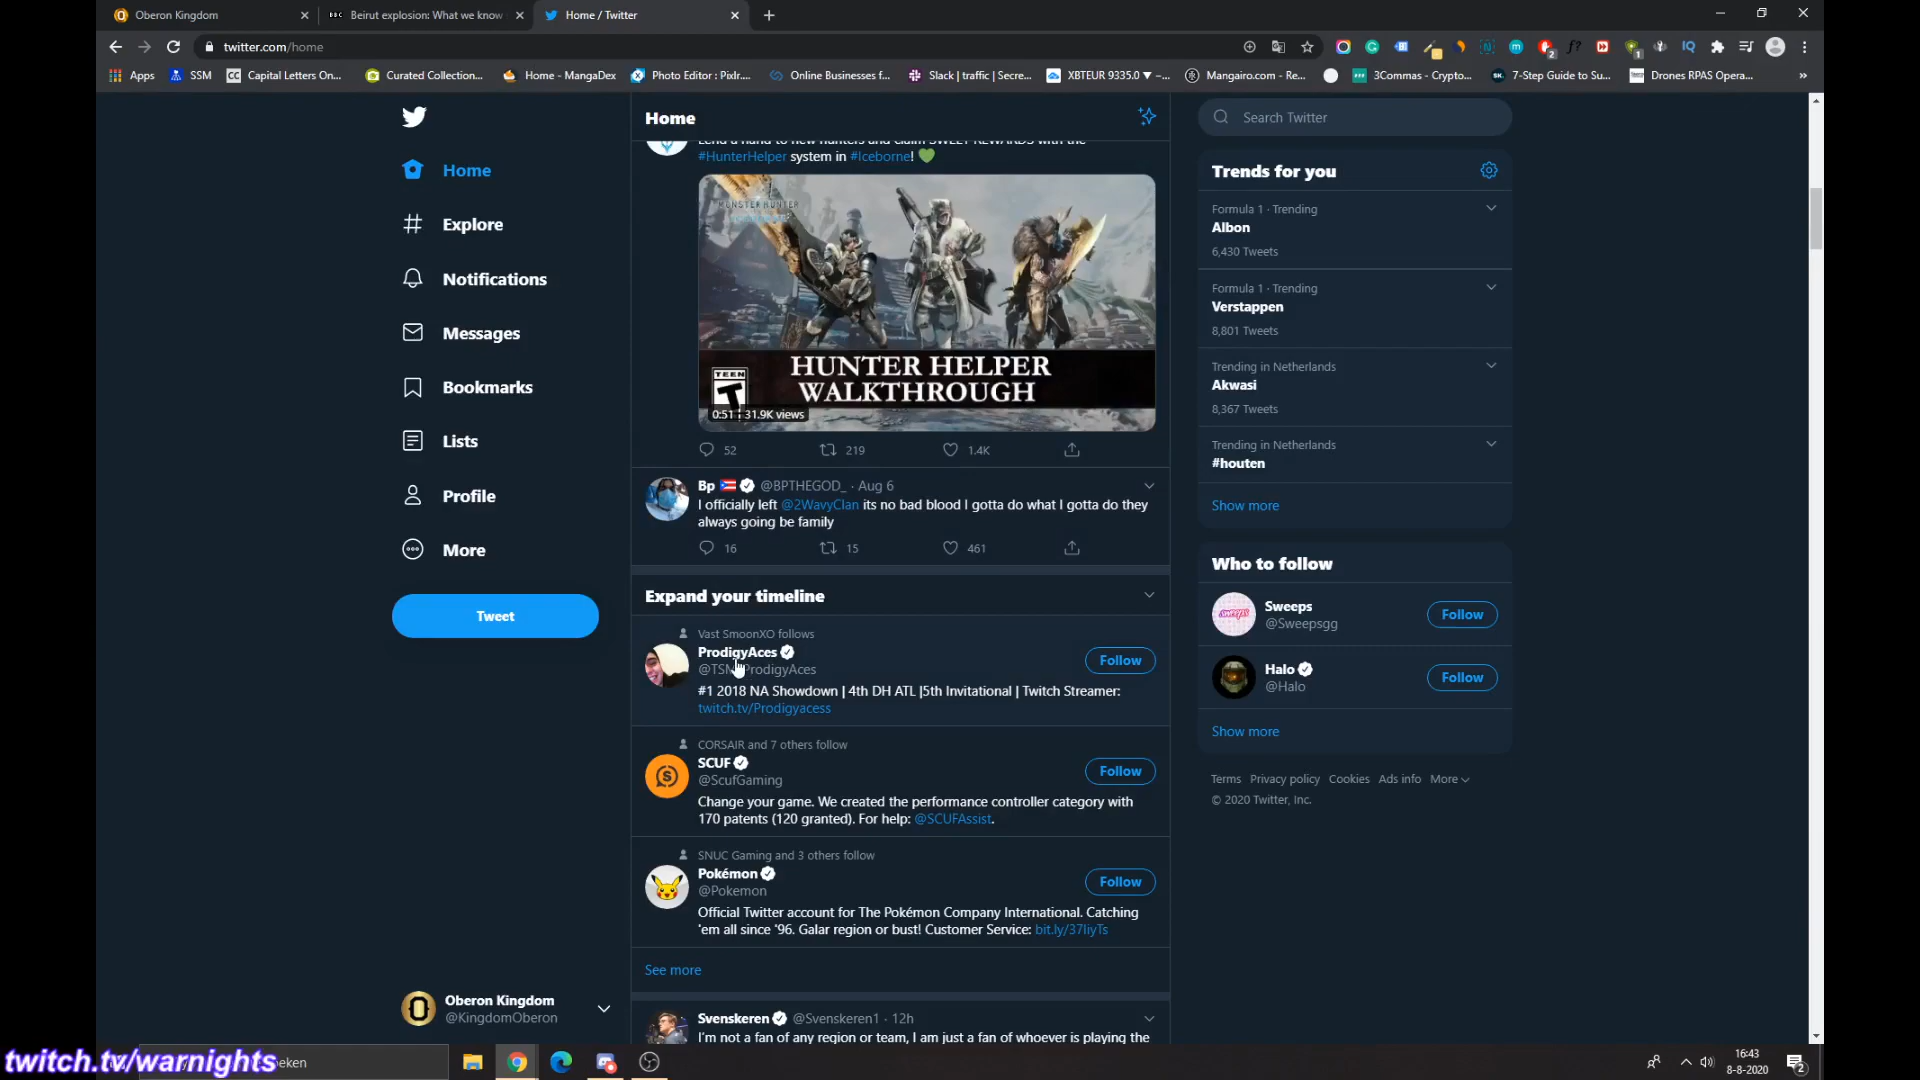 Oberon Kingdom
BBC Beirut explosion: What we know
Home / Twitter
twitter.com/home
Apps
SSM
Capital Letters On...
Curated Collection...
Home - MangaDex
Photo Editor : Pixlr...
Online Businesses f...
Slack | traffic | Secre...
XBTEUR 9335.0 ▼ –...
Mangairo.com - Re...
3Commas - Crypto...
7-Step Guide to Su...
Drones RPAS Opera...
Home
Explore
Notifications
Messages
Bookmarks
Lists
Profile
More
Tweet
Oberon Kingdom
@KingdomOberon
Home
Lend a hand to new hunters and claim SWEET REWARDS with the
#HunterHelper system in #Iceborne!
MONSTER HUNTER
HUNTER HELPER
WALKTHROUGH
TEEN
T
0:51 31.9K views
52 219 1.4K
Bp @BPTHEGOD_ · Aug 6
I officially left @2WavyClan its no bad blood I gotta do what I gotta do they
always going be family
16 15 461
Expand your timeline
Vast SmoonXO follows
ProdigyAces
Follow
#1 2018 NA Showdown | 4th DH ATL |5th Invitational | Twitch Streamer:
twitch.tv/Prodigyacess
CORSAIR and 7 others follow
SCUF
@ScufGaming
Follow
Change your game. We created the performance controller category with
170 patents (120 granted). For help: @SCUFAssist.
SNUC Gaming and 3 others follow
Pokémon
@Pokemon
Follow
Official Twitter account for The Pokémon Company International. Catching
'em all since '96. Galar region or bust! Customer Service: bit.ly/37IiyTs
See more
Svenskeren @Svenskeren1 · 12h
I'm not a fan of any region or team, I am just a fan of whoever is playing the
Search Twitter
Trends for you
Formula 1 · Trending
Albon
6,430 Tweets
Formula 1 · Trending
Verstappen
8,801 Tweets
Trending in Netherlands
Akwasi
8,367 Tweets
Trending in Netherlands
#houten
Show more
Who to follow
Sweeps
@Sweepsgg
Follow
Halo
@Halo
Follow
Show more
Terms Privacy policy Cookies Ads info More
© 2020 Twitter, Inc.
twitch.tv/warnights
eken
16:43
8-8-2020
2